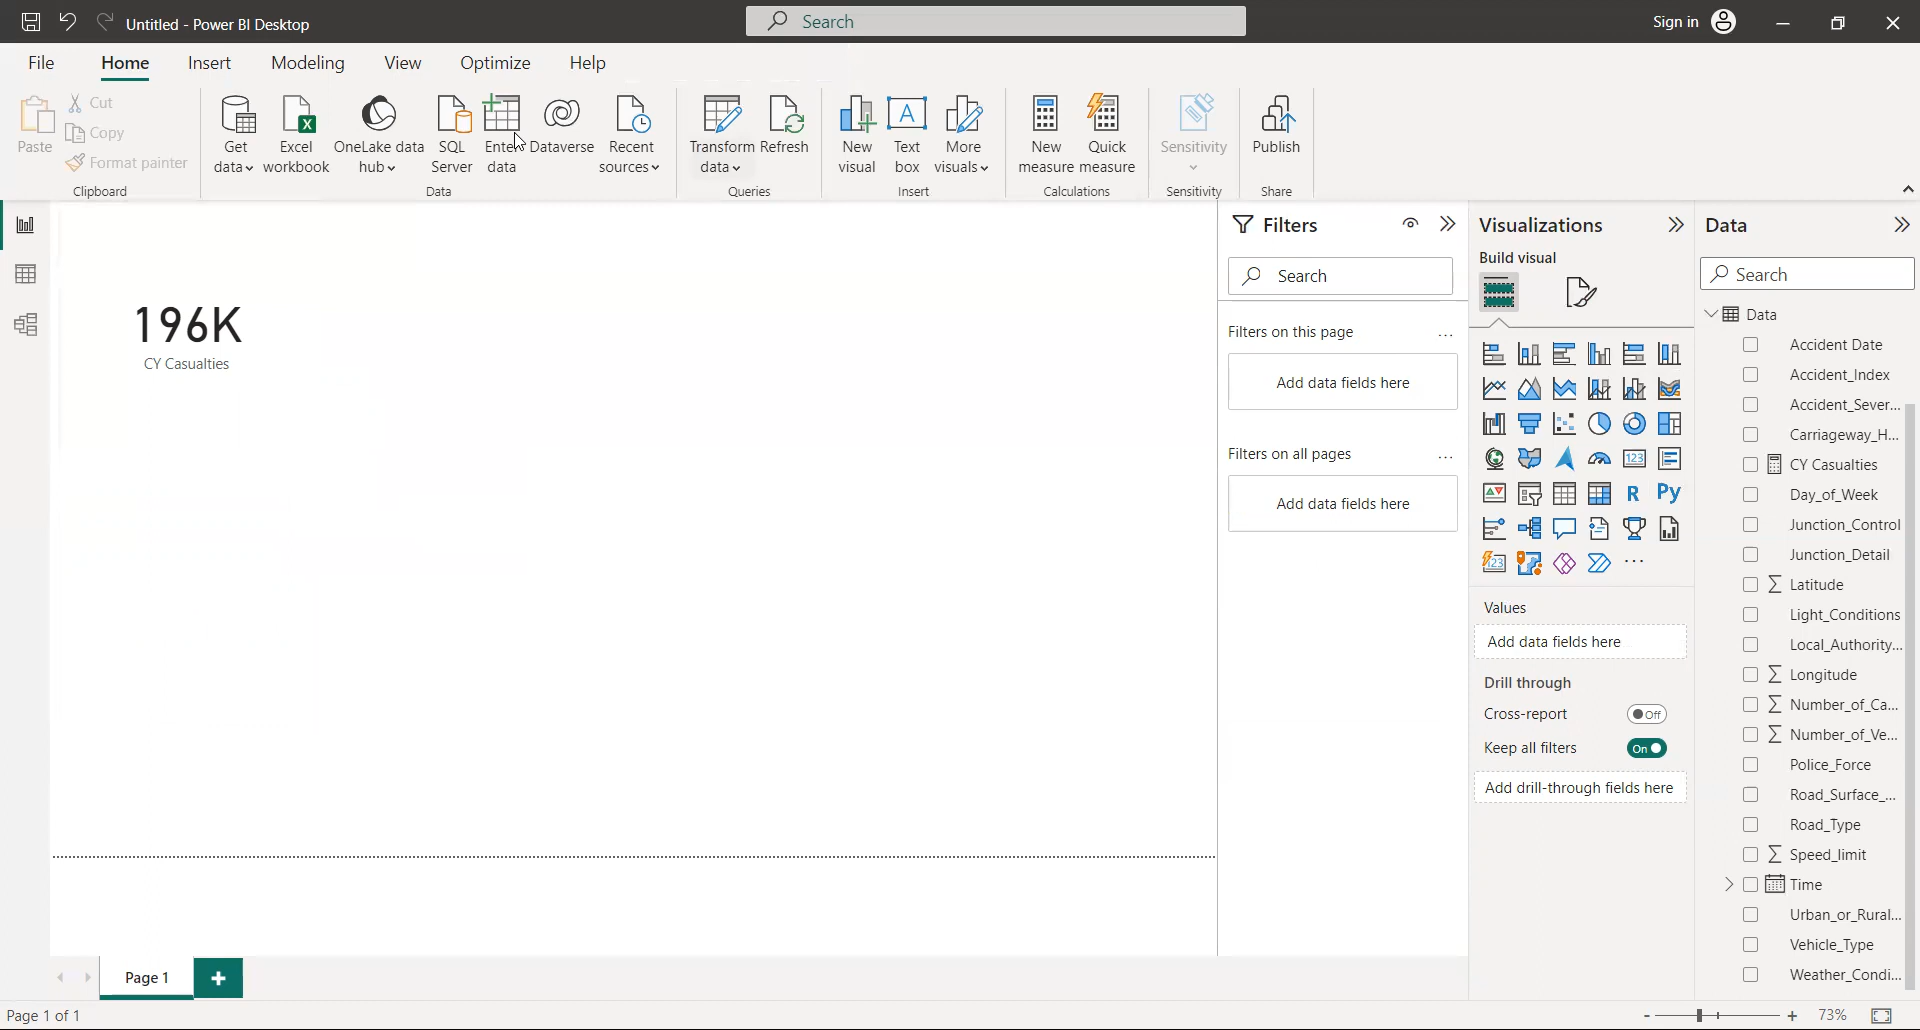 Untitled - Power BI Desktop
Search
Sign in
File
Home
Insert
Modeling
View
Optimize
Help
Paste
Cut
Copy
Format painter
Clipboard
Get data
Excel workbook
OneLake data hub
SQL Server
Enter data
Dataverse
Recent sources
Data
Transform data
Refresh
Queries
New visual
Text box
More visuals
Insert
New measure
Quick measure
Calculations
Sensitivity
Sensitivity
Publish
Share
196K
CY Casualties
Filters
Search
Filters on this page
...
Add data fields here
Filters on all pages
...
Add data fields here
Visualizations
Build visual
123
R
Py
123
...
Values
Add data fields here
Drill through
Cross-report
Off
Keep all filters
On
Add drill-through fields here
Data
Search
Data
Accident Date
Accident_Index
Accident_Sever...
Carriageway_H...
CY Casualties
Day_of_Week
Junction_Control
Junction_Detail
Latitude
Light_Conditions
Local_Authority...
Longitude
Number_of_Ca...
Number_of_Ve...
Police_Force
Road_Surface_...
Road_Type
Speed_limit
Time
Urban_or_Rural...
Vehicle_Type
Weather_Condi...
Page 1
Page 1 of 1
73%